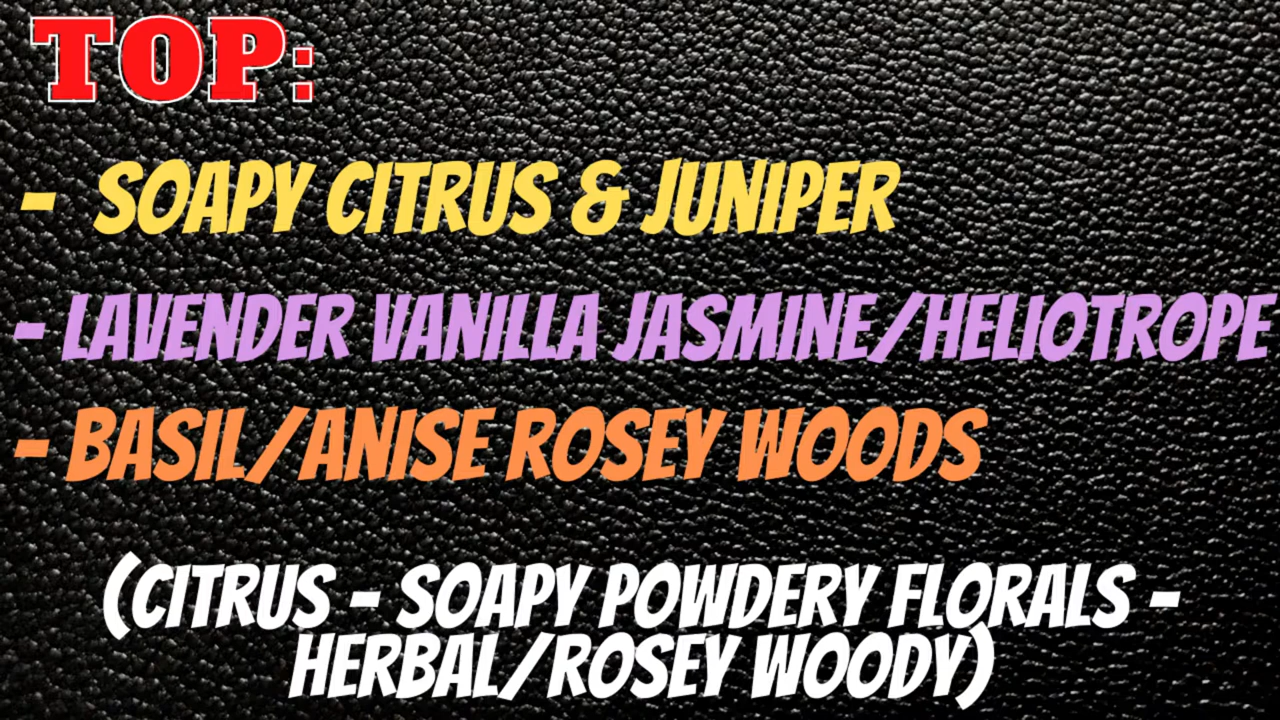 TOP:
- SOAPY CITRUS & JUNIPER
- LAVENDER VANILLA JASMINE/HELIOTROPE
- BASIL/ANISE ROSEY WOODS
(CITRUS - SOAPY POWDERY FLORALS -
HERBAL/ROSEY WOODY)